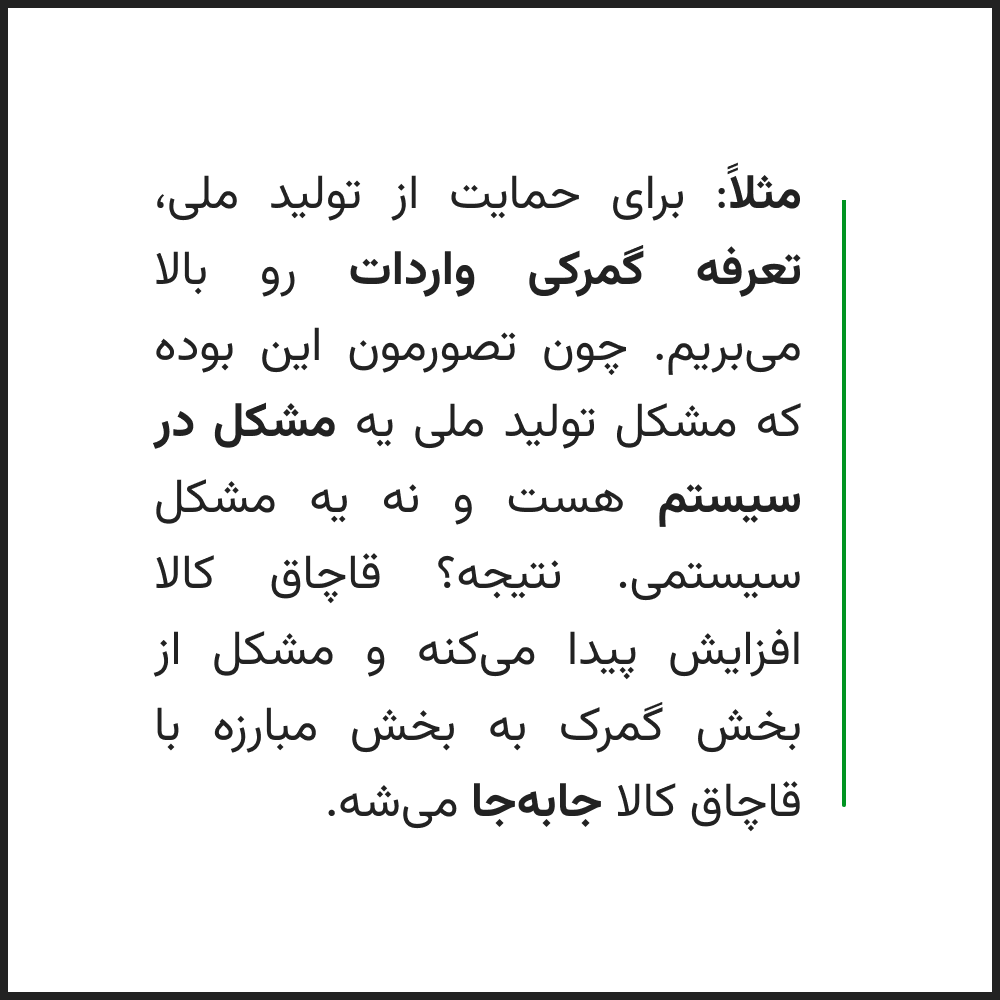 مثلاً: برای حمایت از تولید ملی،
تعرفه گمرکی واردات رو بالا
می‌بریم. چون تصورمون این بوده
که مشکل تولید ملی یه مشکل در
سیستم هست و نه یه مشکل
سیستمی. نتیجه؟ قاچاق کالا
افزایش پیدا می‌کنه و مشکل از
بخش گمرک به بخش مبارزه با
قاچاق کالا جابه‌جا می‌شه.